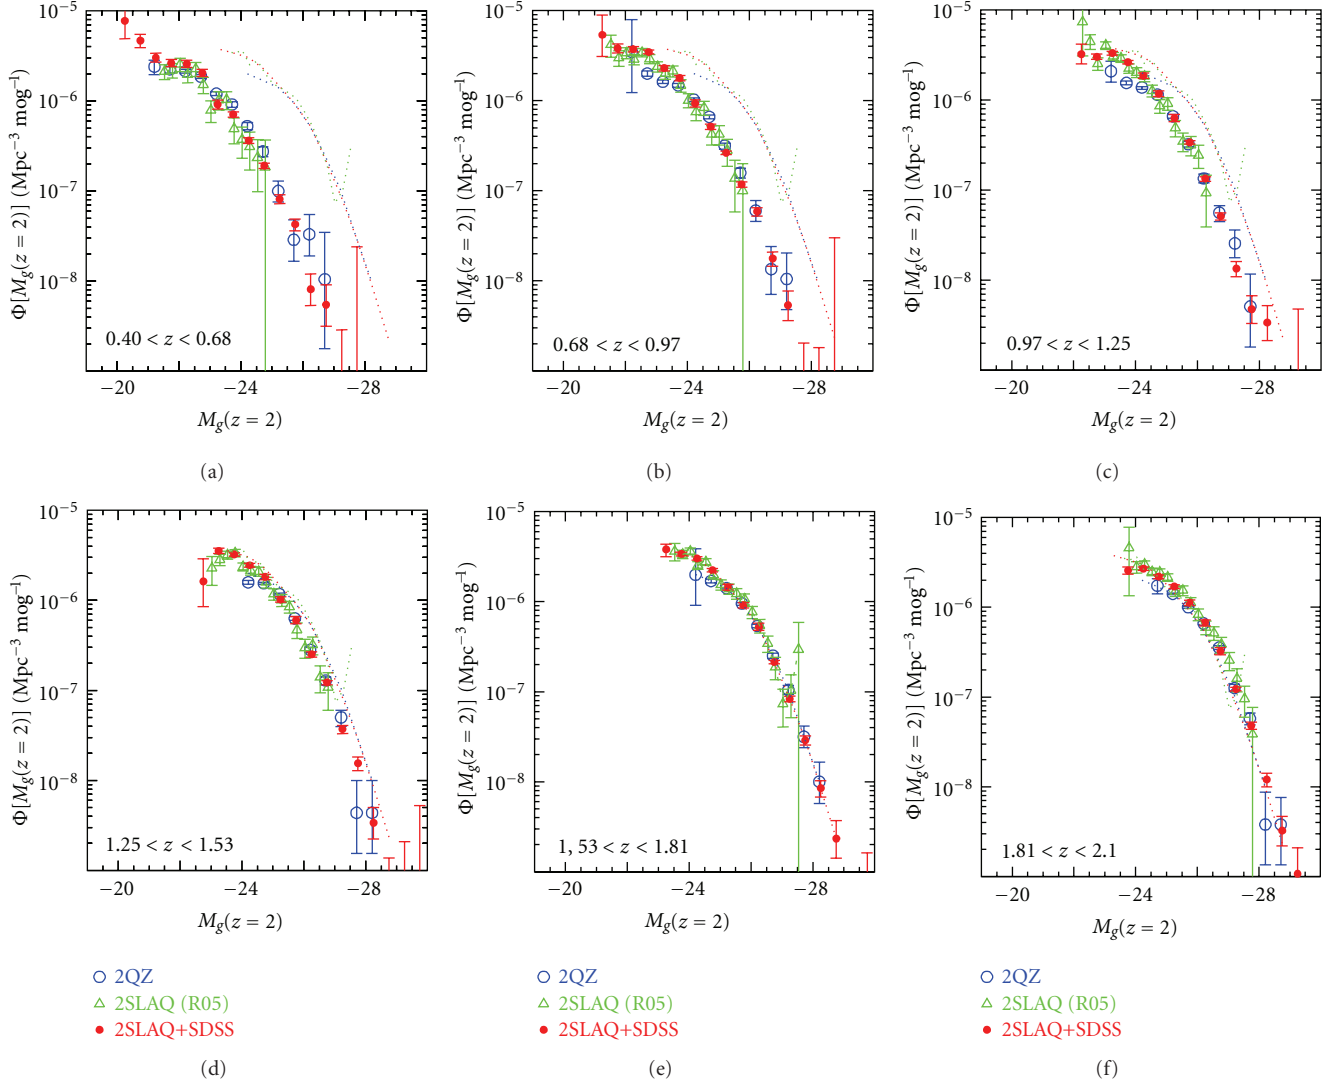 10⁻⁵ 10⁻⁵ 10⁻⁵
10⁻⁶ 10⁻⁶ 10⁻⁶
10⁻⁷ 10⁻⁷ 10⁻⁷
10⁻⁸ 10⁻⁸ 10⁻⁸
Φ[M_g(z = 2)] (Mpc⁻³ mog⁻¹) Φ[M_g(z = 2)] (Mpc⁻³ mog⁻¹) Φ[M_g(z = 2)] (Mpc⁻³ mog⁻¹)
0.40 < z < 0.68 0.68 < z < 0.97 0.97 < z < 1.25
−20 −24 −28 −20 −24 −28 −20 −24 −28
M_g(z = 2) M_g(z = 2) M_g(z = 2)
(a) (b) (c)
10⁻⁵ 10⁻⁵ 10⁻⁵
10⁻⁶ 10⁻⁶ 10⁻⁶
10⁻⁷ 10⁻⁷ 10⁻⁷
10⁻⁸ 10⁻⁸ 10⁻⁸
Φ[M_g(z = 2)] (Mpc⁻³ mog⁻¹) Φ[M_g(z = 2)] (Mpc⁻³ mog⁻¹) Φ[M_g(z = 2)] (Mpc⁻³ mog⁻¹)
1.25 < z < 1.53 1, 53 < z < 1.81 1.81 < z < 2.1
−20 −24 −28 −20 −24 −28 −20 −24 −28
M_g(z = 2) M_g(z = 2) M_g(z = 2)
2QZ 2QZ 2QZ
2SLAQ (R05) 2SLAQ (R05) 2SLAQ (R05)
2SLAQ+SDSS 2SLAQ+SDSS 2SLAQ+SDSS
(d) (e) (f)